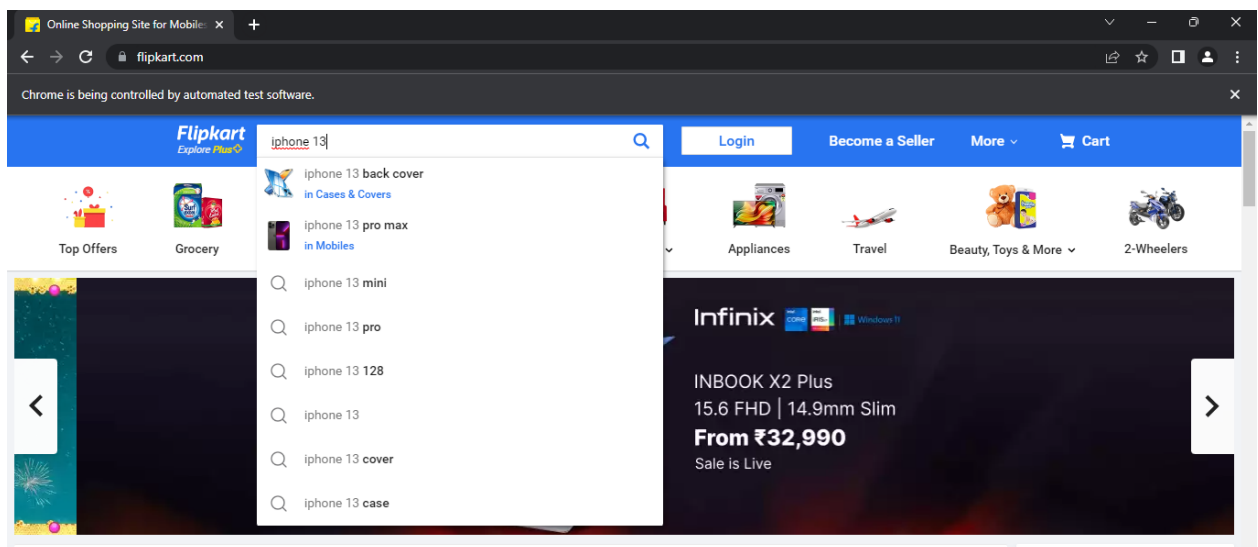 Online Shopping Site for Mobiles
flipkart.com
Chrome is being controlled by automated test software.
Flipkart
Explore Plus
iphone 13
Login
Become a Seller
More
Cart
iphone 13 back cover
in Cases & Covers
iphone 13 pro max
in Mobiles
iphone 13 mini
iphone 13 pro
iphone 13 128
iphone 13
iphone 13 cover
iphone 13 case
Top Offers
Grocery
Appliances
Travel
Beauty, Toys & More
2-Wheelers
Infinix
Windows 11
INBOOK X2 Plus
15.6 FHD | 14.9mm Slim
From ₹32,990
Sale is Live